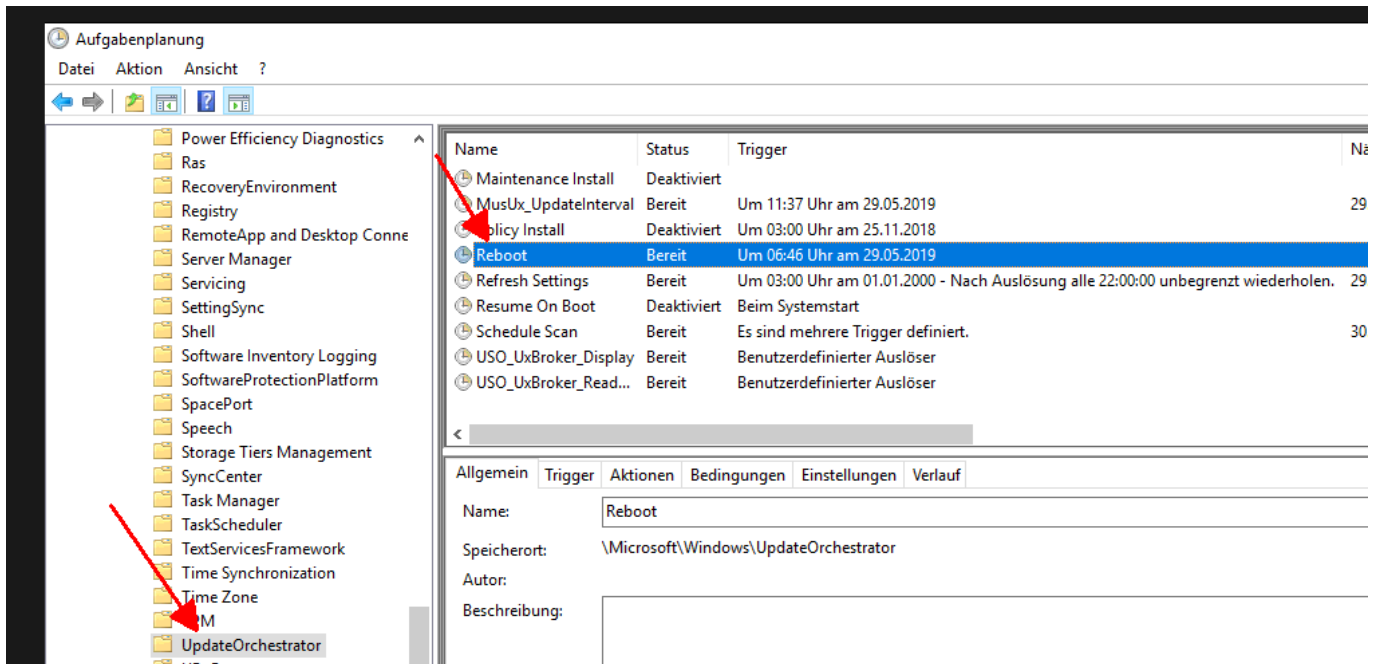 Aufgabenplanung
Datei Aktion Ansicht ?
Power Efficiency Diagnostics
Ras
RecoveryEnvironment
Registry
RemoteApp and Desktop Conne
Server Manager
Servicing
SettingSync
Shell
Software Inventory Logging
SoftwareProtectionPlatform
SpacePort
Speech
Storage Tiers Management
SyncCenter
Task Manager
TaskScheduler
TextServicesFramework
Time Synchronization
Time Zone
UpdateOrchestrator
Name Status Trigger Nä
Maintenance Install Deaktiviert
MusUx_UpdateInterval Bereit Um 11:37 Uhr am 29.05.2019 29
Policy Install Deaktiviert Um 03:00 Uhr am 25.11.2018
Reboot Bereit Um 06:46 Uhr am 29.05.2019
Refresh Settings Bereit Um 03:00 Uhr am 01.01.2000 - Nach Auslösung alle 22:00:00 unbegrenzt wiederholen. 29
Resume On Boot Deaktiviert Beim Systemstart
Schedule Scan Bereit Es sind mehrere Trigger definiert. 30
USO_UxBroker_Display Bereit Benutzerdefinierter Auslöser
USO_UxBroker_Read... Bereit Benutzerdefinierter Auslöser
Allgemein Trigger Aktionen Bedingungen Einstellungen Verlauf
Name: Reboot
Speicherort: \Microsoft\Windows\UpdateOrchestrator
Autor:
Beschreibung: